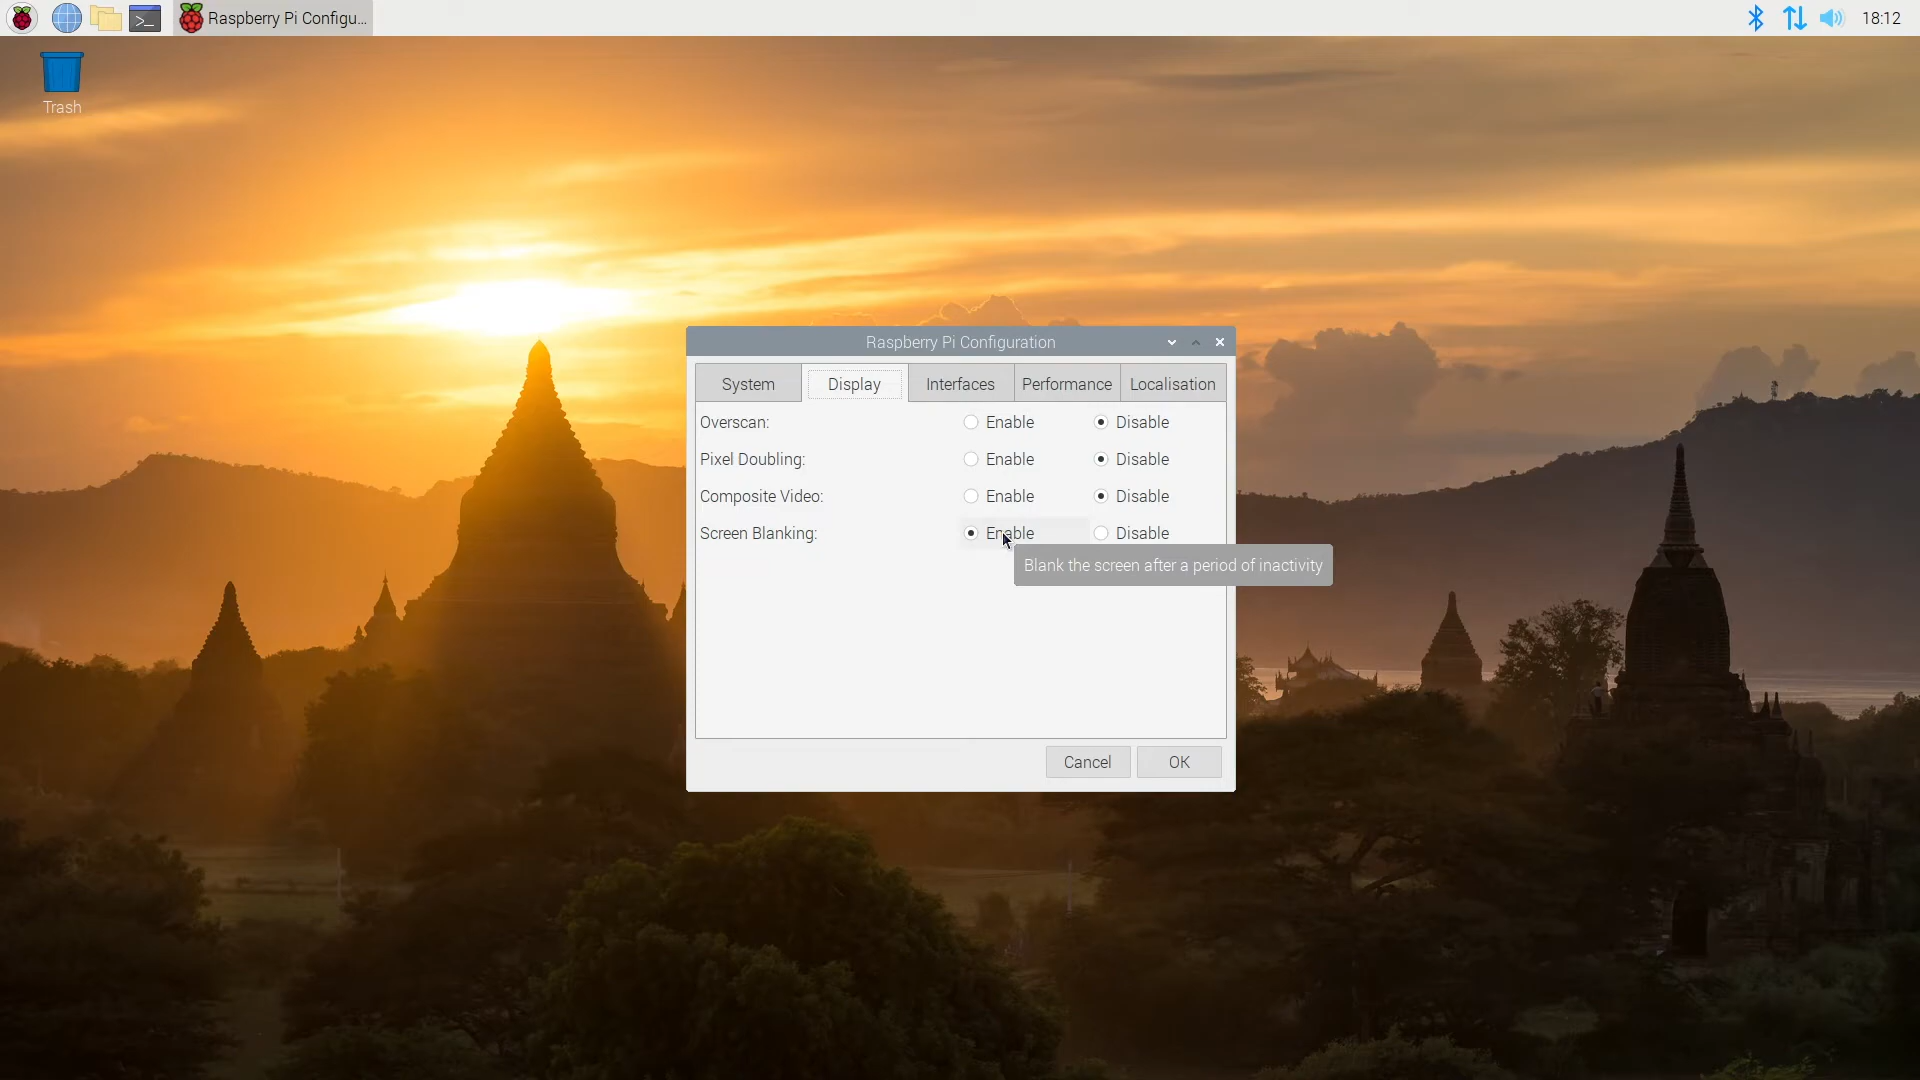 Raspberry Pi Configu...
18:12
Trash
Raspberry Pi Configuration
System Display Interfaces Performance Localisation
Overscan: Enable Disable
Pixel Doubling: Enable Disable
Composite Video: Enable Disable
Screen Blanking: Enable Disable
Blank the screen after a period of inactivity
Cancel OK